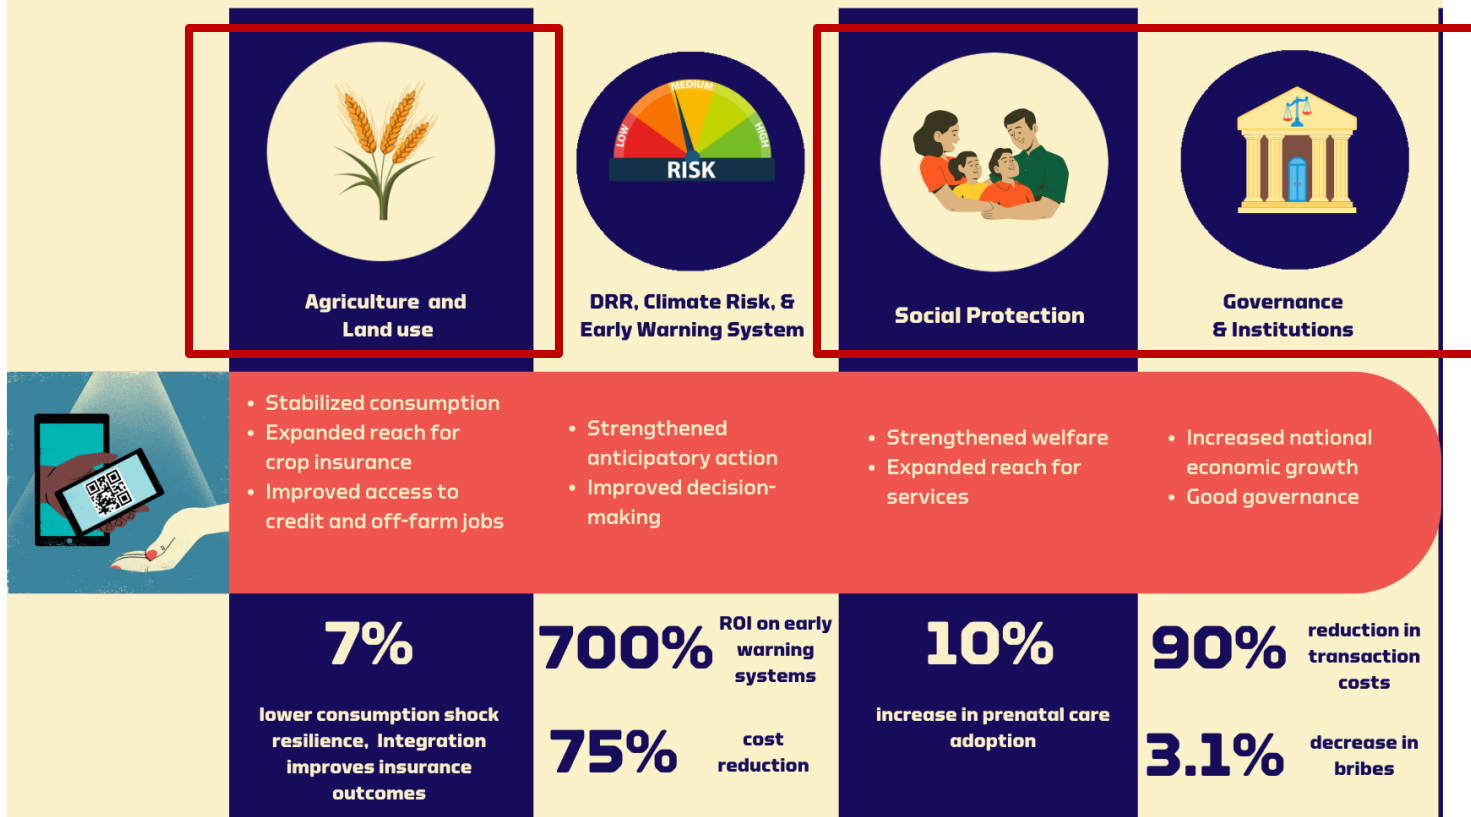 LOW
MEDIUM
HIGH
RISK
Agriculture and
Land use
DRR, Climate Risk, &
Early Warning System
Social Protection
Governance
& Institutions
• Stabilized consumption
• Expanded reach for
crop insurance
• Improved access to
credit and off-farm jobs
• Strengthened
anticipatory action
• Improved decision-
making
• Strengthened welfare
• Expanded reach for
services
• Increased national
economic growth
• Good governance
7%
lower consumption shock
resilience, Integration
improves insurance
outcomes
700%
ROI on early
warning
systems
75%
cost
reduction
10%
increase in prenatal care
adoption
90%
reduction in
transaction
costs
3.1%
decrease in
bribes